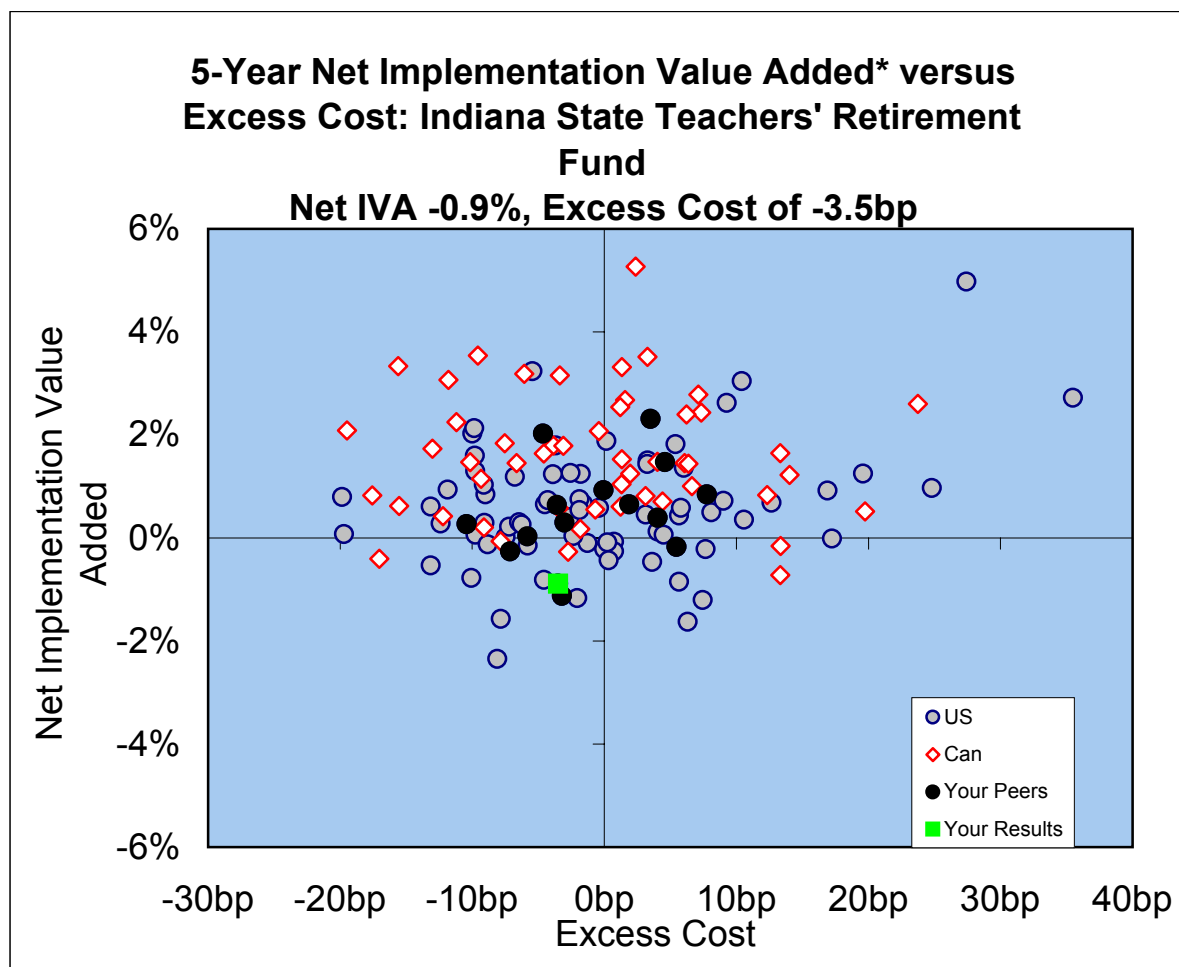 5-Year Net Implementation Value Added* versus
Excess Cost: Indiana State Teachers' Retirement
Fund
Net IVA -0.9%, Excess Cost of -3.5bp
Net Implementation Value
Added
6%
4%
2%
0%
-2%
-4%
-6%
US
Can
Your Peers
Your Results
-30bp -20bp -10bp 0bp 10bp 20bp 30bp 40bp
Excess Cost